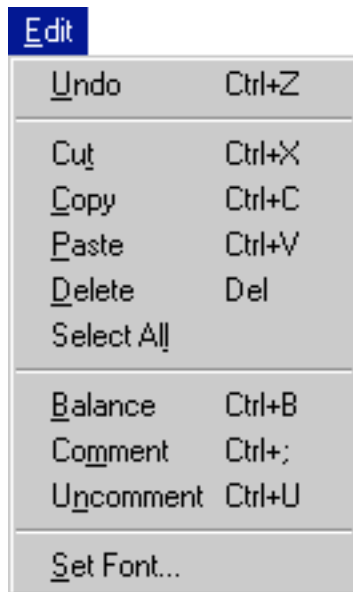 Edit
Undo Ctrl+Z
Cut Ctrl+X
Copy Ctrl+C
Paste Ctrl+V
Delete Del
Select All
Balance Ctrl+B
Comment Ctrl+;
Uncomment Ctrl+U
Set Font...